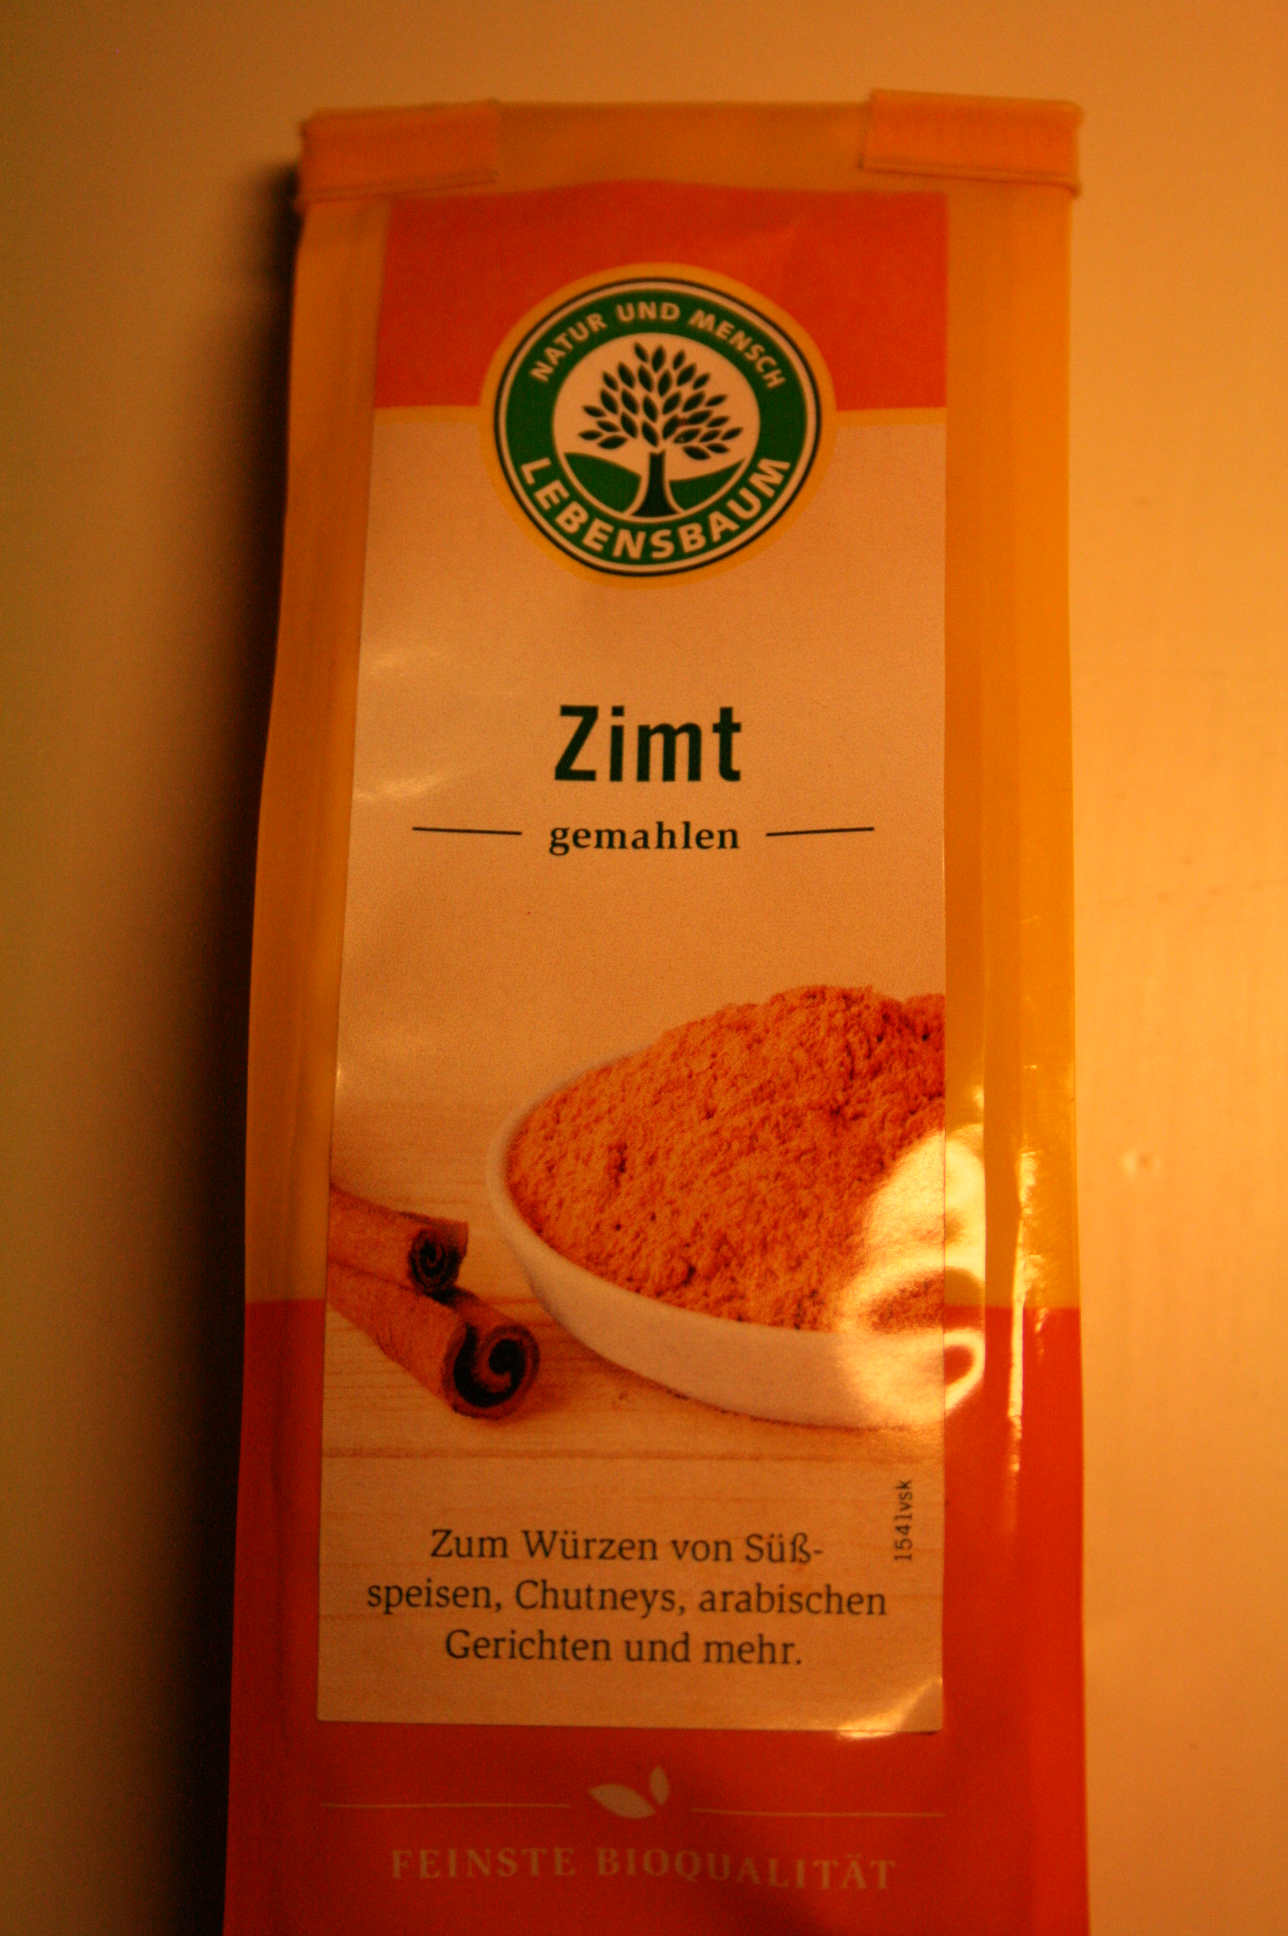 NATUR UND MENSCH
LEBENSBAUM
Zimt
gemahlen
1541vsk
Zum Würzen von Süß-
speisen, Chutneys, arabischen
Gerichten und mehr.
FEINSTE BIOQUALITÄT